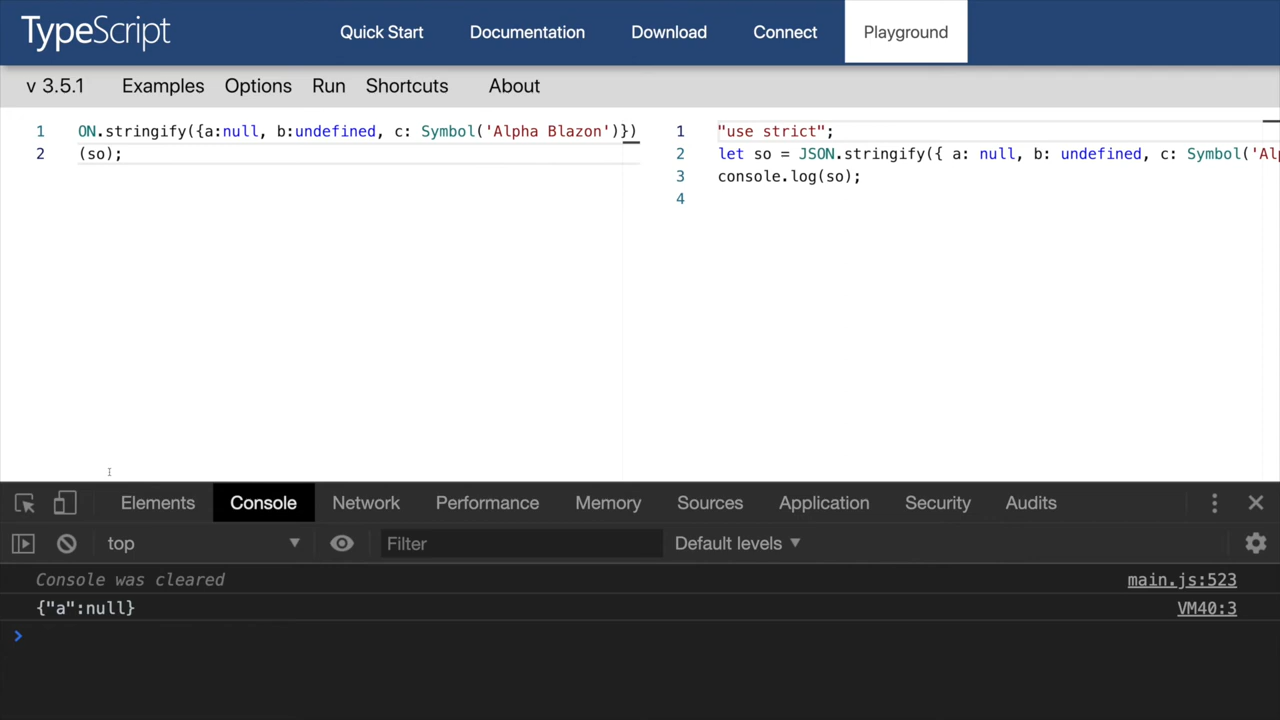 TypeScript
Quick Start
Documentation
Download
Connect
Playground
v 3.5.1
Examples
Options
Run
Shortcuts
About
1 ON.stringify({a:null, b:undefined, c: Symbol('Alpha Blazon')})
2 (so);
1 "use strict";
2 let so = JSON.stringify({ a: null, b: undefined, c: Symbol('Al
3 console.log(so);
4
Elements
Console
Network
Performance
Memory
Sources
Application
Security
Audits
top
Filter
Default levels
Console was cleared
main.js:523
{"a":null}
VM40:3